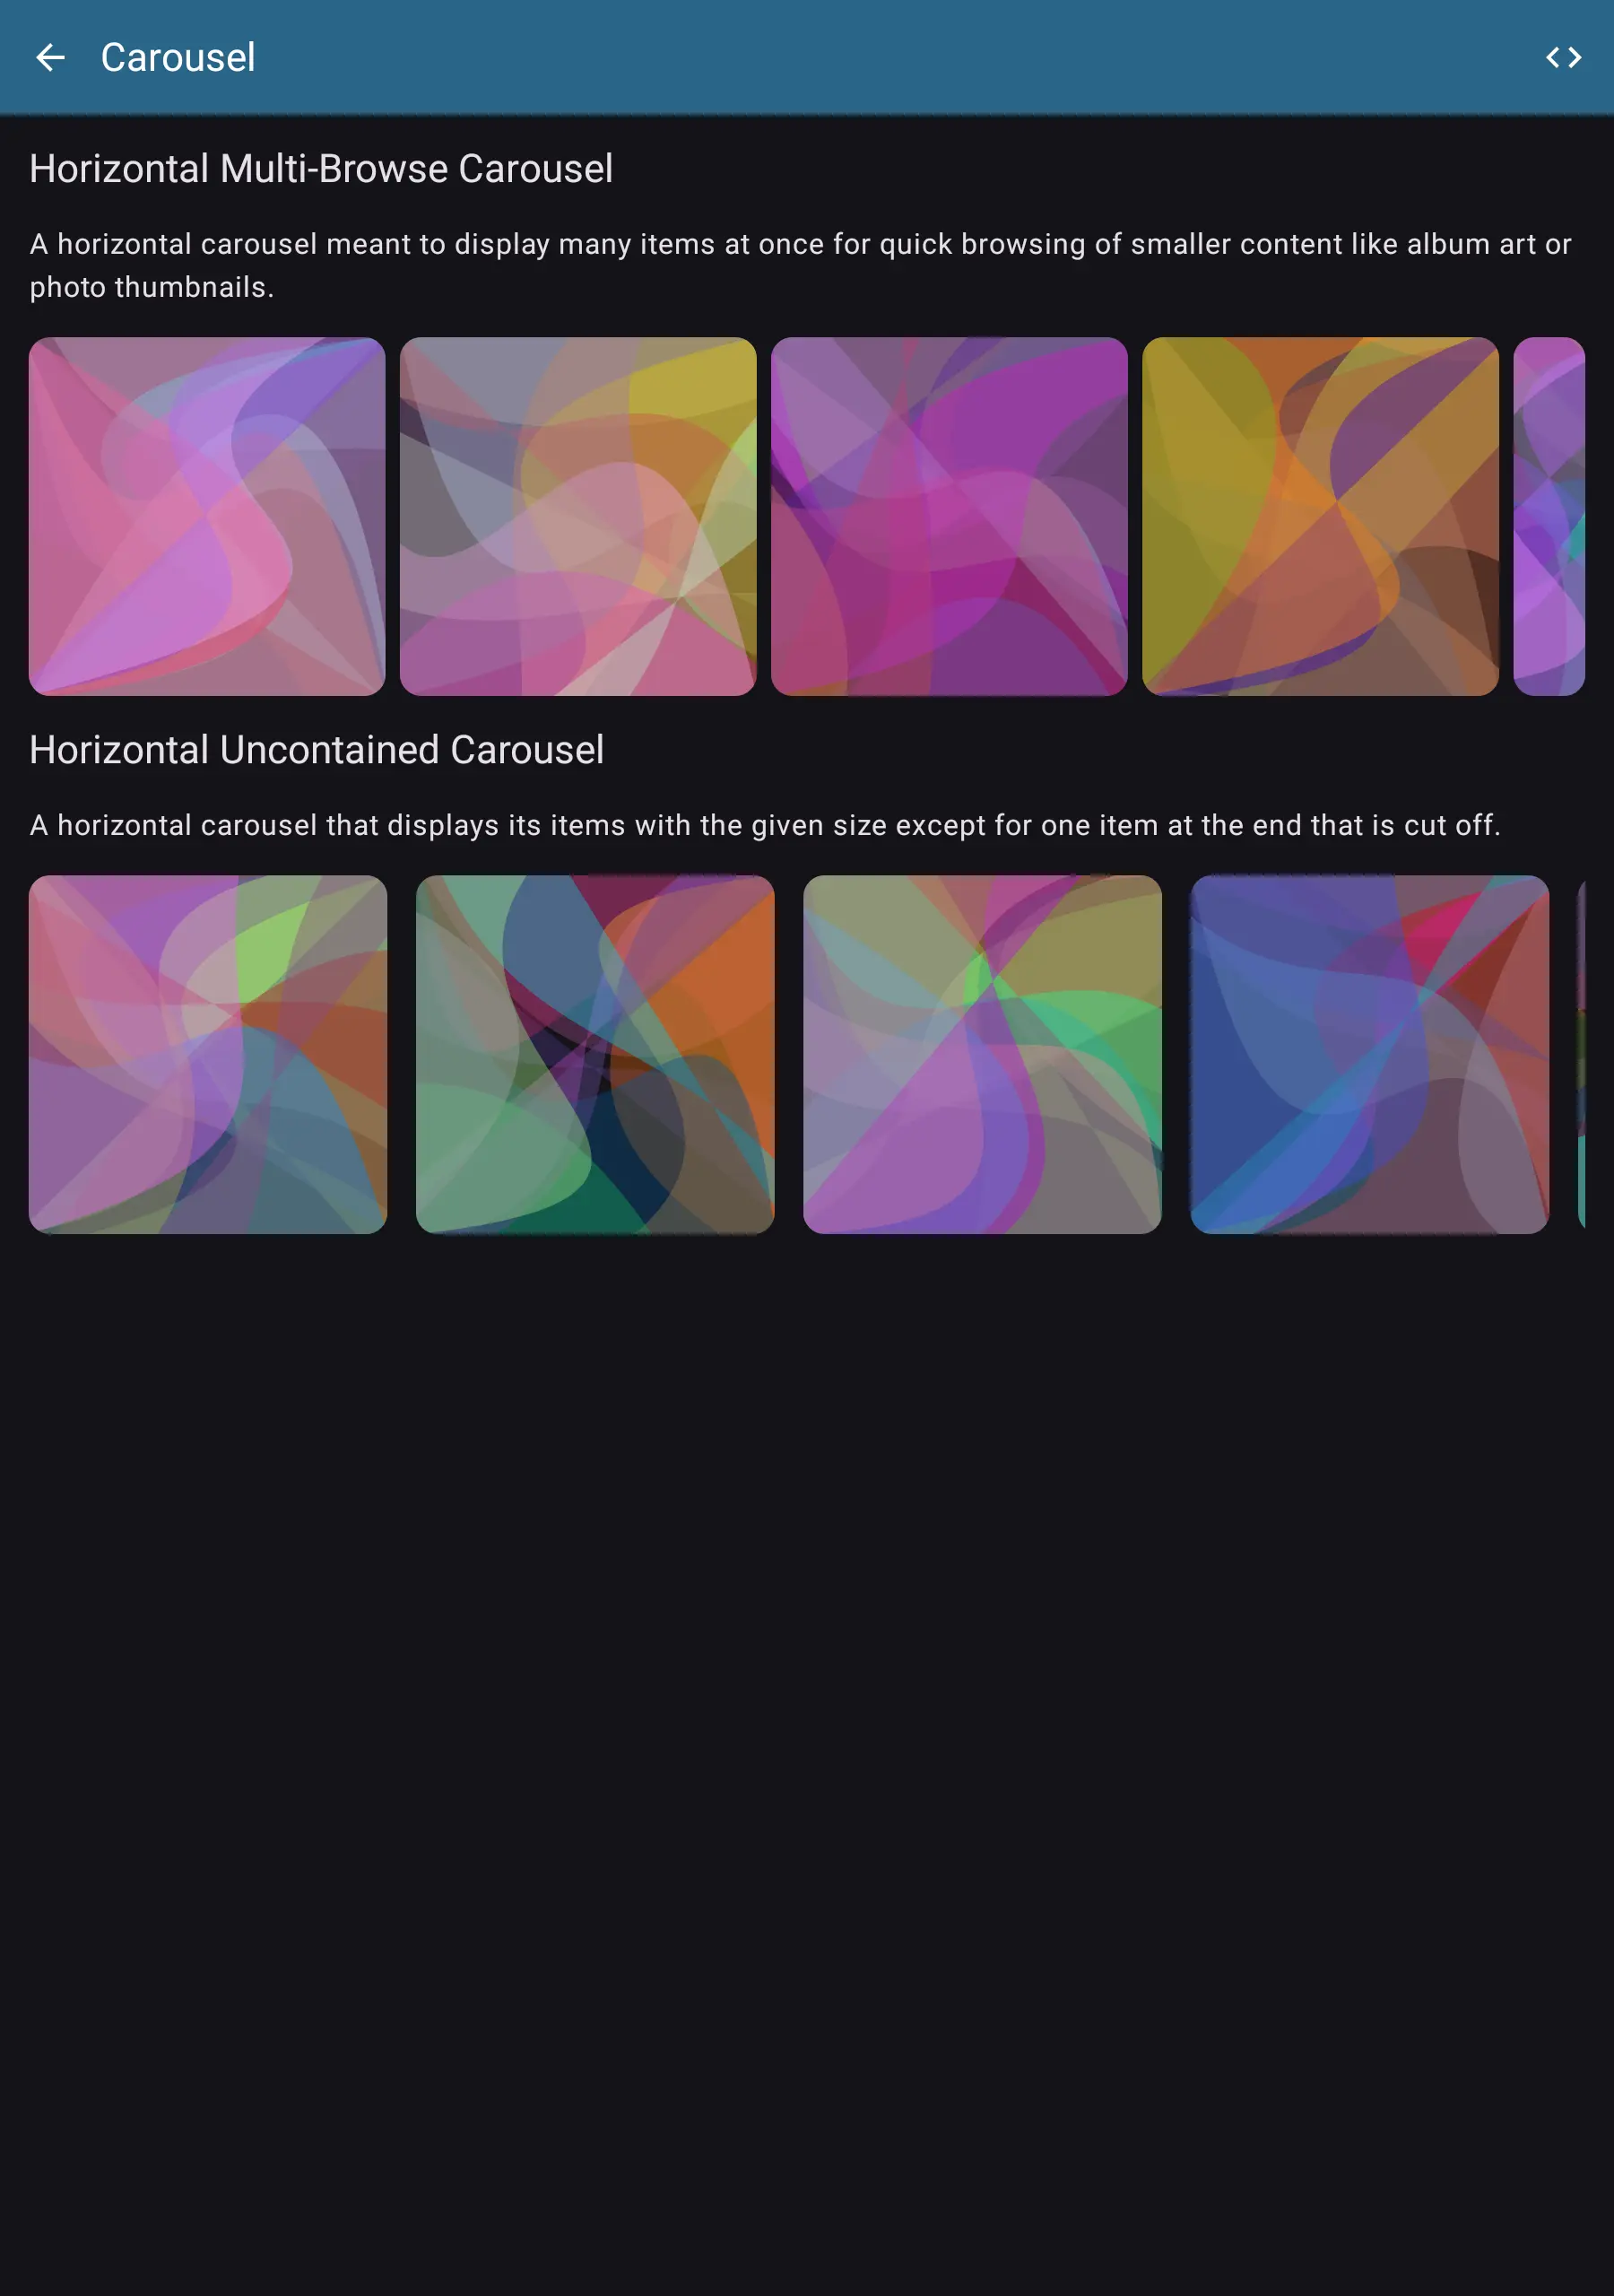 Carousel
Horizontal Multi-Browse Carousel
A horizontal carousel meant to display many items at once for quick browsing of smaller content like album art or
photo thumbnails.
Horizontal Uncontained Carousel
A horizontal carousel that displays its items with the given size except for one item at the end that is cut off.